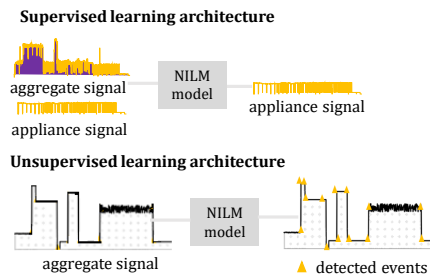 Supervised learning architecture
NILM
model
aggregate signal
appliance signal
appliance signal
Unsupervised learning architecture
NILM
model
aggregate signal
detected events